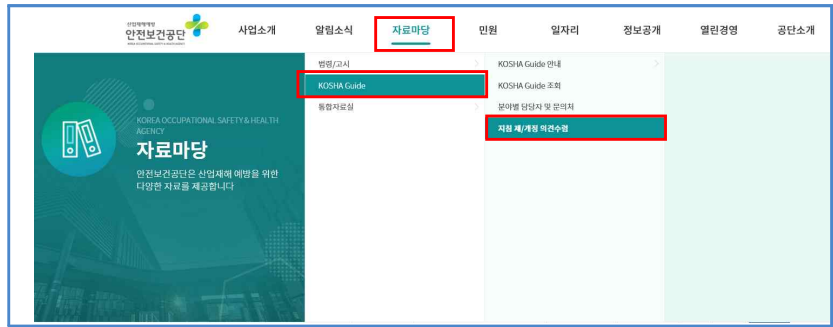 산업재해예방
안전보건공단
사업소개
알림소식
자료마당
민원
일자리
정보공개
열린경영
공단소개
KOREA OCCUPATIONAL SAFETY & HEALTH
AGENCY
자료마당
안전보건공단은 산업재해 예방을 위한
다양한 자료를 제공합니다
법령/고시
KOSHA Guide
통합자료실
KOSHA Guide 안내
KOSHA Guide 조회
분야별 담당자 및 문의처
지침 제/개정 의견수렴